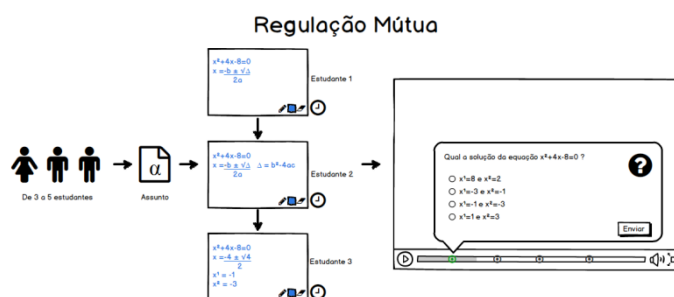 Regulação Mútua
x²+4x-8=0
x =-b ± √Δ
2a
Estudante 1
De 3 a 5 estudantes
α
Assunto
x²+4x-8=0
x =-b ± √Δ Δ = b²-4ac
2a
Estudante 2
x²+4x-8=0
x =-4 ± √4
2
x¹ = -1
x² = -3
Estudante 3
Qual a solução da equação x²+4x-8=0 ?
?
x¹=8 e x²=2
x¹=-3 e x²=-1
x¹=-1 e x²=-3
x¹=1 e x²=3
Enviar